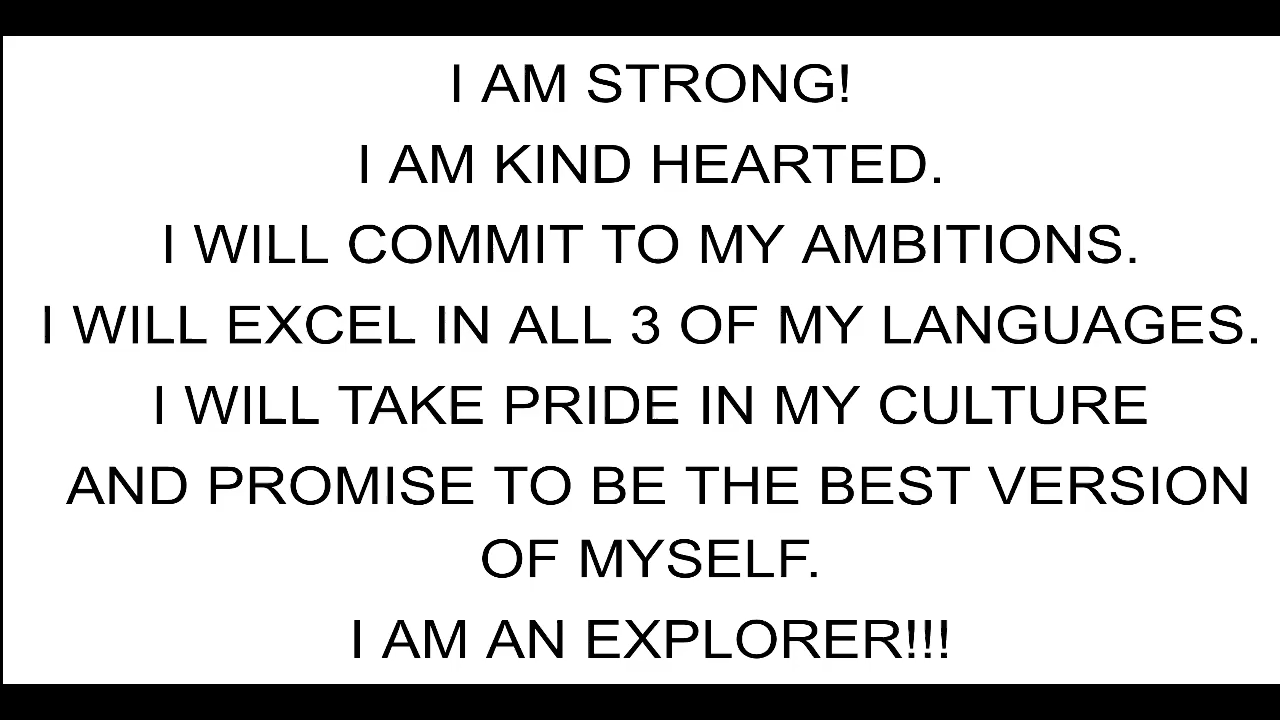 I AM STRONG!
I AM KIND HEARTED.
I WILL COMMIT TO MY AMBITIONS.
I WILL EXCEL IN ALL 3 OF MY LANGUAGES.
I WILL TAKE PRIDE IN MY CULTURE
AND PROMISE TO BE THE BEST VERSION
OF MYSELF.
I AM AN EXPLORER!!!